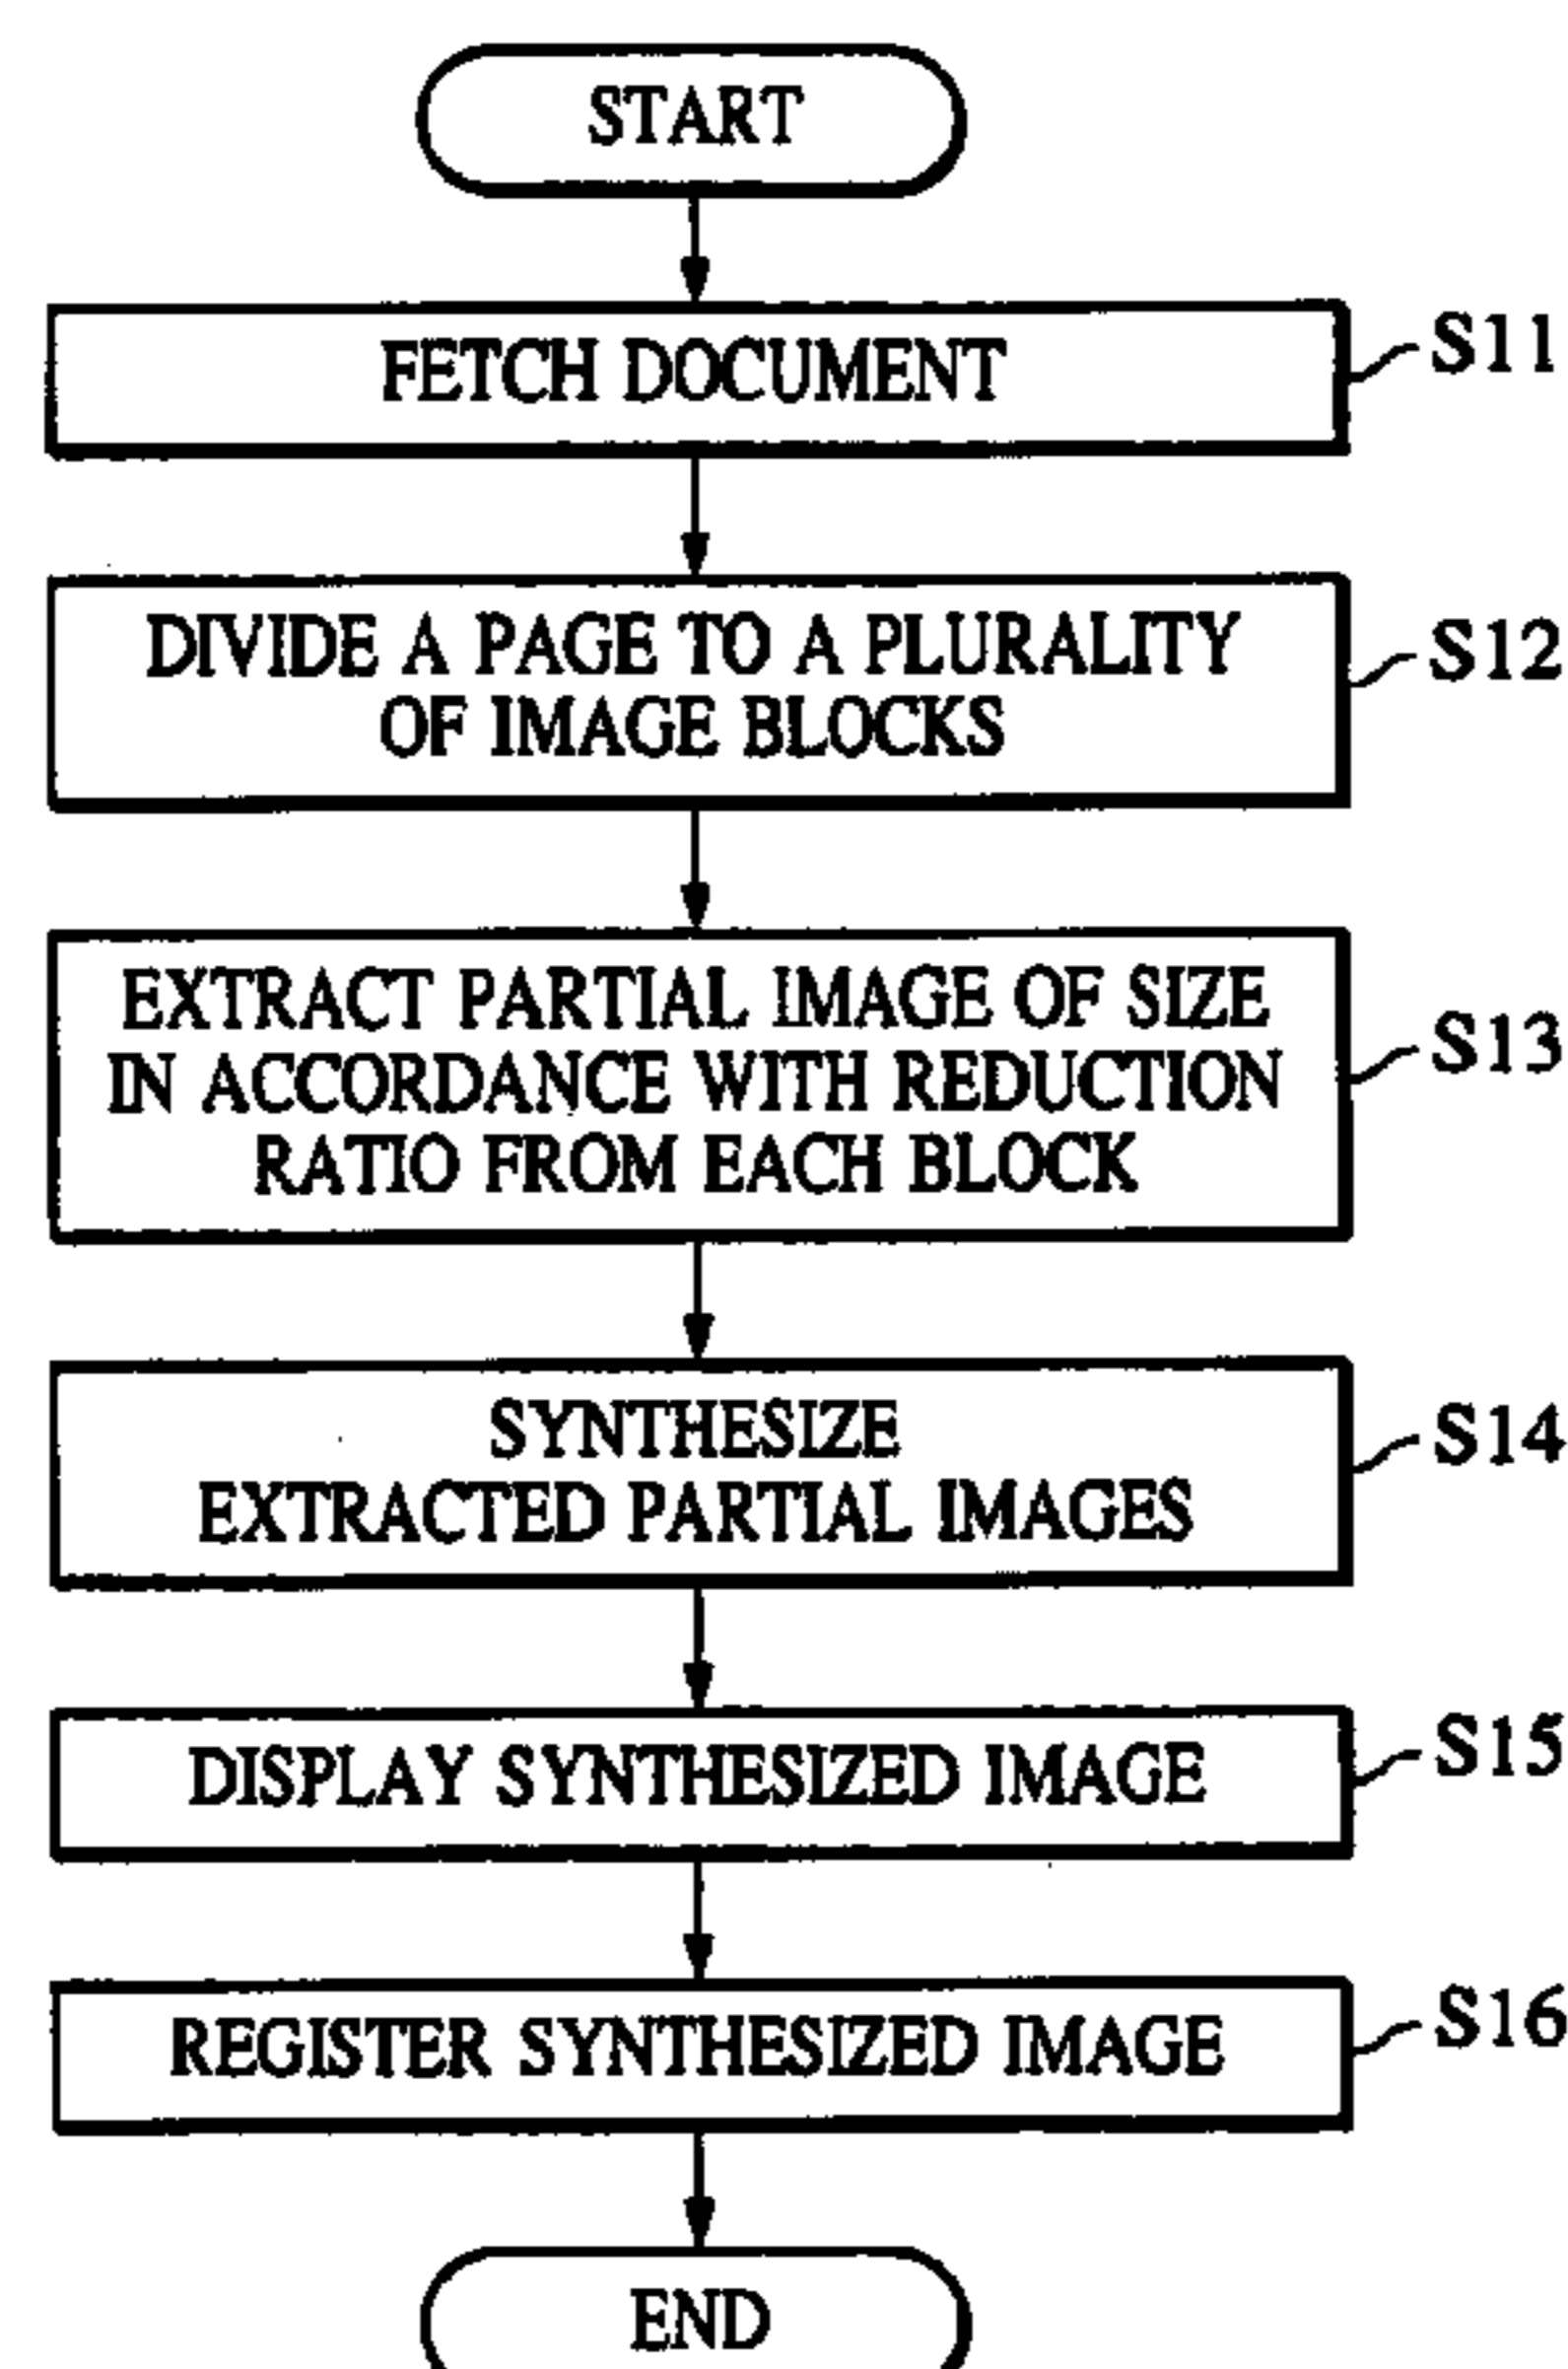 START
FETCH DOCUMENT
S11
DIVIDE A PAGE TO A PLURALITY
OF IMAGE BLOCKS
S12
EXTRACT PARTIAL IMAGE OF SIZE
IN ACCORDANCE WITH REDUCTION
RATIO FROM EACH BLOCK
S13
SYNTHESIZE
EXTRACTED PARTIAL IMAGES
S14
DISPLAY SYNTHESIZED IMAGE
S15
REGISTER SYNTHESIZED IMAGE
S16
END